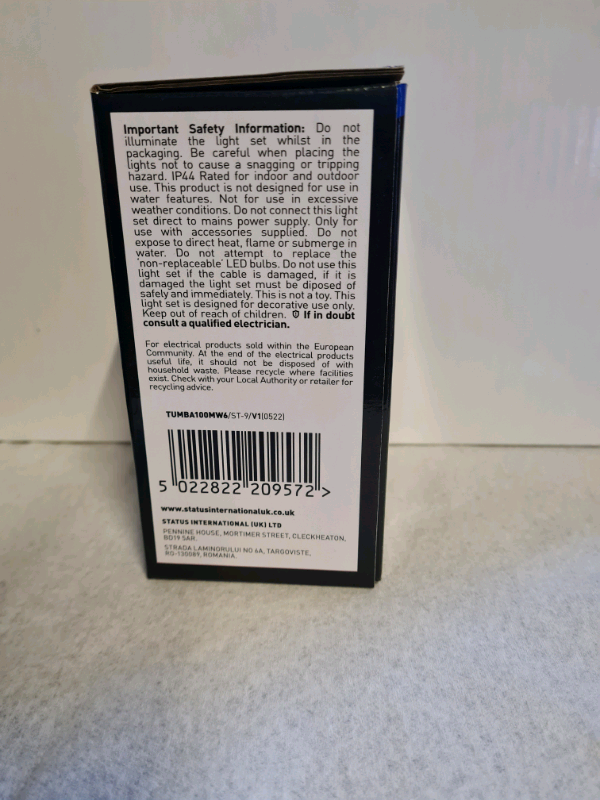 Important Safety Information: Do not
illuminate the light set whilst in the
packaging. Be careful when placing the
lights not to cause a snagging or tripping
hazard. IP44 Rated for indoor and outdoor
use. This product is not designed for use in
water features. Not for use in excessive
weather conditions. Do not connect this light
set direct to mains power supply. Only for
use with accessories supplied. Do not
expose to direct heat, flame or submerge in
water. Do not attempt to replace the
'non-replaceable' LED bulbs. Do not use this
light set if the cable is damaged, if it is
damaged the light set must be diposed of
safely and immediately. This is not a toy. This
light set is designed for decorative use only.
Keep out of reach of children. If in doubt
consult a qualified electrician.
For electrical products sold within the European
Community. At the end of the electrical products
useful life, it should not be disposed of with
household waste. Please recycle where facilities
exist. Check with your Local Authority or retailer for
recycling advice.
TUMBA100MW6/ST-9/V1(0522)
5 022822 209572 >
www.statusinternationaluk.co.uk
STATUS INTERNATIONAL (UK) LTD
PENNINE HOUSE, MORTIMER STREET, CLECKHEATON,
BD19 5AR.
STRADA LAMINORULUI NO 6A, TARGOVISTE,
RO-130089, ROMANIA.